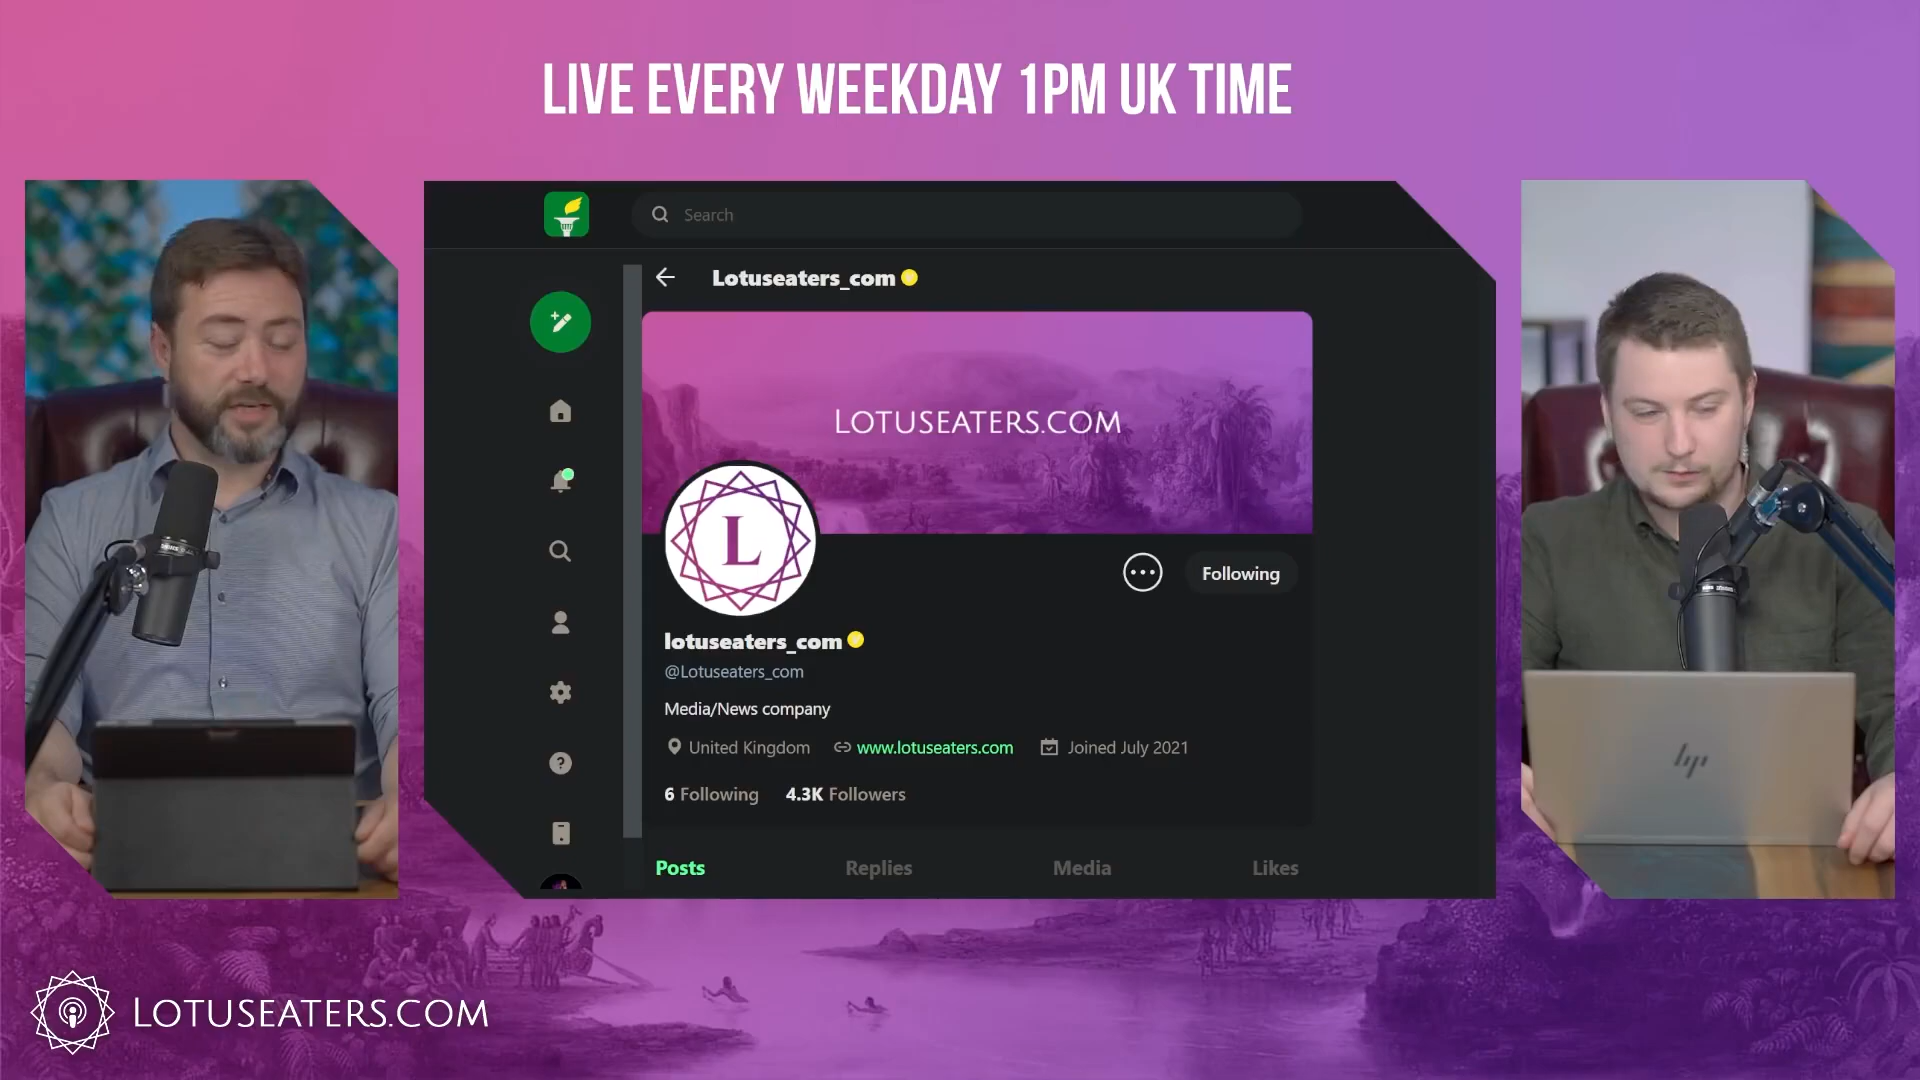 LIVE EVERY WEEKDAY 1PM UK TIME
Search
Lotuseaters_com
LOTUSEATERS.COM
L
Following
lotuseaters_com
@Lotuseaters_com
Media/News company
United Kingdom www.lotuseaters.com Joined July 2021
6 Following 4.3K Followers
Posts Replies Media Likes
hp
LOTUSEATERS.COM